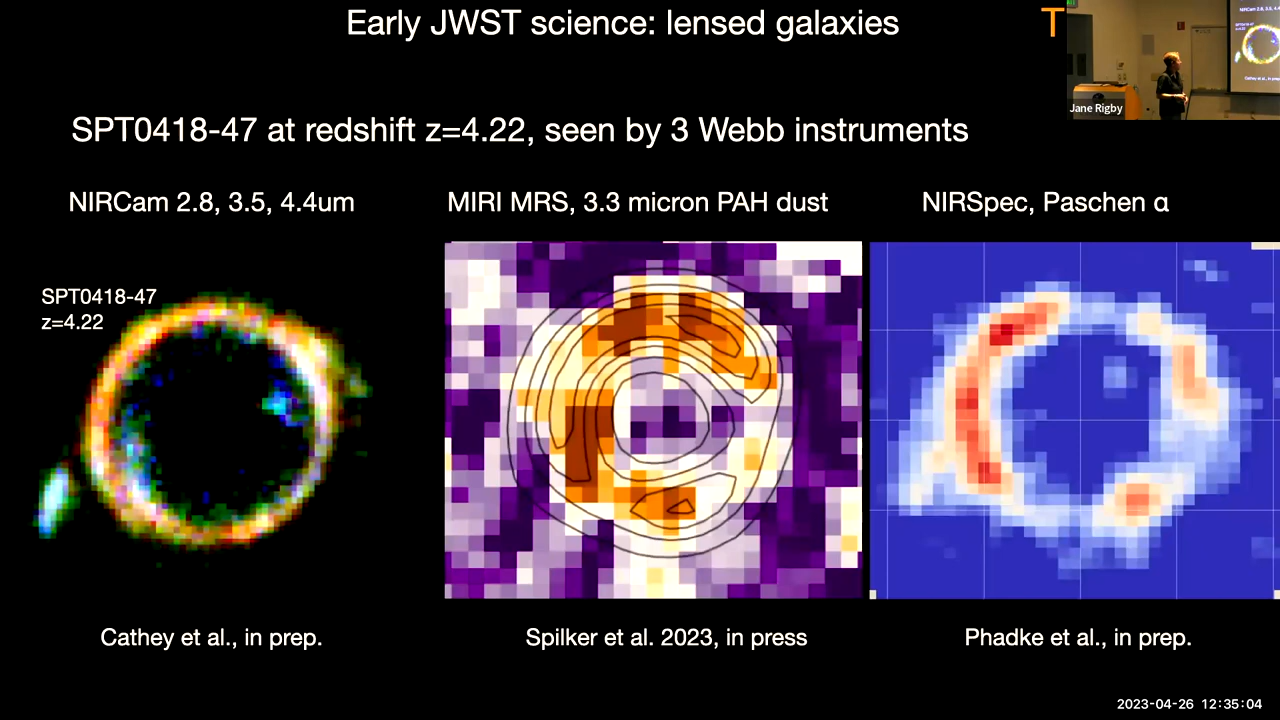 Early JWST science: lensed galaxies
T
Jane Rigby
SPT0418-47 at redshift z=4.22, seen by 3 Webb instruments
NIRCam 2.8, 3.5, 4.4um
MIRI MRS, 3.3 micron PAH dust
NIRSpec, Paschen α
SPT0418-47
z=4.22
Cathey et al., in prep.
Spilker et al. 2023, in press
Phadke et al., in prep.
2023-04-26 12:35:04